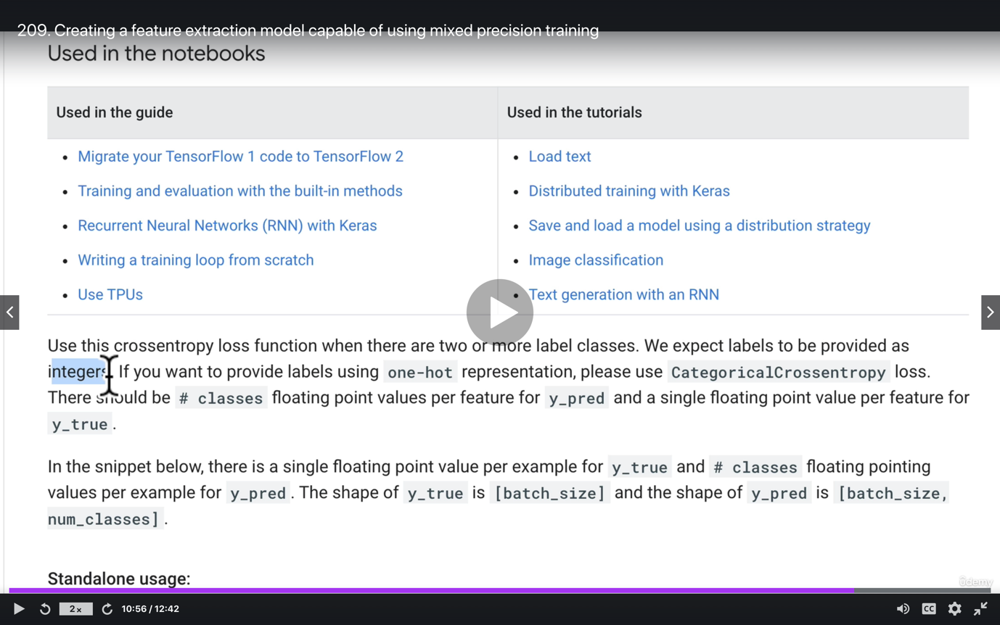 209. Creating a feature extraction model capable of using mixed precision training
Used in the notebooks
Used in the guide
Used in the tutorials
• Migrate your TensorFlow 1 code to TensorFlow 2
• Training and evaluation with the built-in methods
• Recurrent Neural Networks (RNN) with Keras
• Writing a training loop from scratch
• Use TPUs
• Load text
• Distributed training with Keras
• Save and load a model using a distribution strategy
• Image classification
• Text generation with an RNN
Use this crossentropy loss function when there are two or more label classes. We expect labels to be provided as
integers. If you want to provide labels using one-hot representation, please use CategoricalCrossentropy loss.
There should be # classes floating point values per feature for y_pred and a single floating point value per feature for
y_true.
In the snippet below, there is a single floating point value per example for y_true and # classes floating pointing
values per example for y_pred. The shape of y_true is [batch_size] and the shape of y_pred is [batch_size,
num_classes].
Standalone usage:
ûdemy
2x
10:56 / 12:42
CC